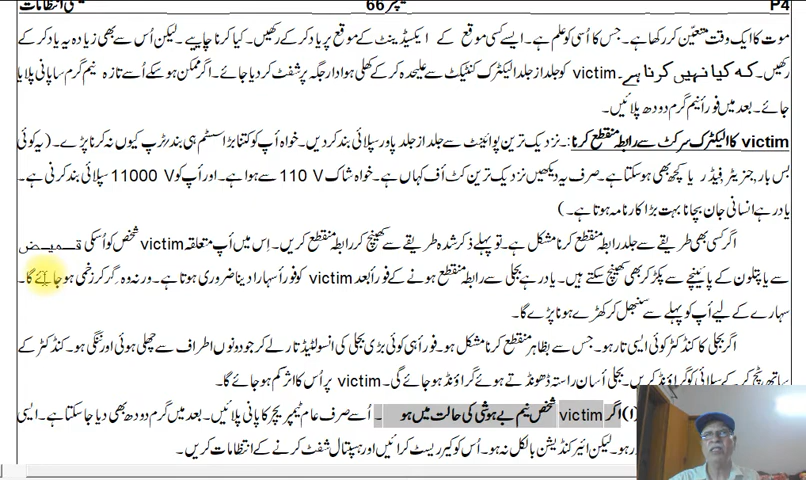 P4 چیپٹر 66 انتظامات
موت کا ایک وقت متعیّن کر رکھا ہے۔ جس کا اُسی کو علم ہے۔ ایسے کسی موقع کے ایکسیڈینٹ کے موقع پر یاد کر کے رکھیں۔ کیا کرنا چاہیے۔ لیکن اُس سے بھی زیادہ یہ یاد کر کے
رکھیں۔ کہ کیا نہیں کرنا ہے۔ victim کو جلد از جلد الیکٹرک کنٹیکٹ سے علیحدہ کر کے کھلی ہوا دار جگہ پر شفٹ کر دیا جائے۔ اگر ممکن ہو سکے اُسے تازہ نیم گرم سا پانی پلایا
جائے۔ بعد میں فوراً نیم گرم دودھ پلائیں۔
victim کا الیکٹرک سرکٹ سے رابطہ منقطع کرنا:۔ نزدیک ترین پوائینٹ سے جلد از جلد پاور سپلائی بند کر دیں۔ خواہ آپ کو کتنا بڑا سسٹم ہی بند/ٹرپ کیوں نہ کرنا پڑے۔ (یہ کوئی
بس بار، جنریٹر، فیڈر یا کچھ بھی ہو سکتا ہے۔ صرف یہ دیکھیں نزدیک ترین کٹ آف کہاں ہے۔ خواہ شاک 110 V سے ہوا ہے۔ اور آپ کو 11000 V سپلائی بند کرنی ہے۔
یاد رہے انسانی جان بچانا بہت بڑا کارنامہ ہوتا ہے۔)
اگر کسی بھی طریقے سے جلد رابطہ منقطع کرنا مشکل ہے۔ تو پہلے ذکر شدہ طریقے سے کھینچ کر رابطہ منقطع کریں۔ اِس میں آپ متعلقہ victim شخص کو اُسکی قمیض
سے یا پتلون کے پائینچے سے پکڑ کر بھی کھینچ سکتے ہیں۔ یاد رہے بجلی سے رابطہ منقطع ہونے کے فوراً بعد victim کو فوراً سہارا دینا ضروری ہوتا ہے۔ ورنہ وہ گِر کر زخمی ہو جائے گا۔
سہارے کے لیے آپ کو پہلے سے سنبھل کر کھڑے ہونا پڑے گا۔
اگر بجلی کا کنڈکٹر کوئی ایسی تار ہو۔ جس سے بظاہر منقطع کرنا مشکل ہو۔ فوراً ہی کوئی بڑی بجلی کی انسولٹیڈ تار لے کر جو دونوں اطراف سے چھلی ہوئی اور ننگی ہو۔ کنڈکٹر کے
ساتھ ٹچ کر کے سپلائی کو گراؤنڈ کریں۔ بجلی آسان راستہ ڈھونڈتے ہوئے گراؤنڈ ہو جائے گی۔ victim پر اُس کا اثر کم ہو جائے گا۔
(۱) اگر victim شخص نیم بے ہوشی کی حالت میں ہو۔ اُسے صرف عام ٹمپریچر کا پانی پلائیں۔ بعد میں گرم دودھ بھی دیا جا سکتا ہے۔ ایسی
ہو۔ لیکن ائیر کنڈیشن بالکل نہ ہو۔ اُس کو کیر ریسٹ کرائیں اور ہسپتال شفٹ کرنے کے انتظامات کریں۔